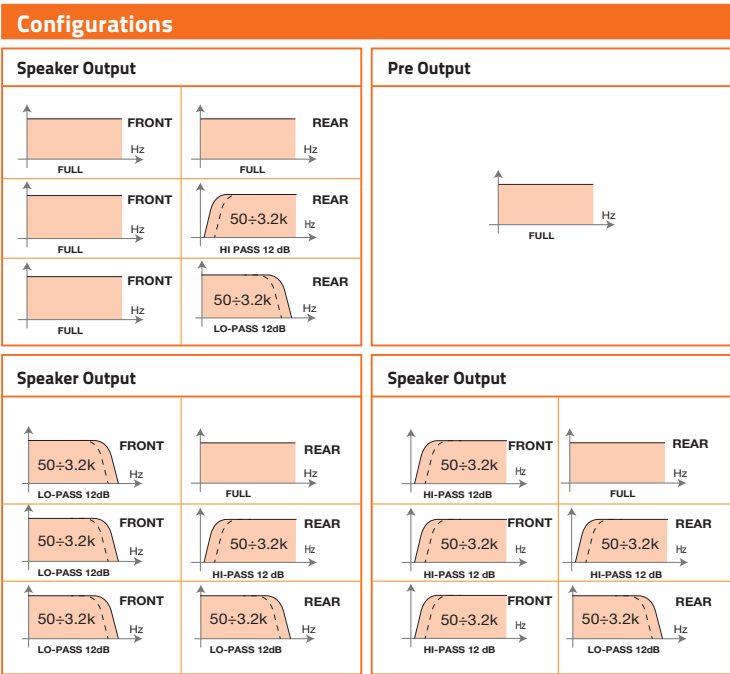 Configurations
Speaker Output
FRONT
Hz
FULL
REAR
Hz
FULL
FRONT
Hz
FULL
REAR
50÷3.2k
Hz
HI PASS 12 dB
FRONT
Hz
FULL
REAR
50÷3.2k
Hz
LO-PASS 12dB
Pre Output
Hz
FULL
Speaker Output
FRONT
50÷3.2k
Hz
LO-PASS 12dB
REAR
Hz
FULL
FRONT
50÷3.2k
Hz
LO-PASS 12dB
REAR
50÷3.2k
Hz
HI-PASS 12 dB
FRONT
50÷3.2k
Hz
LO-PASS 12dB
REAR
50÷3.2k
Hz
LO-PASS 12dB
Speaker Output
FRONT
50÷3.2k
Hz
HI-PASS 12dB
REAR
Hz
FULL
FRONT
50÷3.2k
Hz
HI-PASS 12 dB
REAR
50÷3.2k
Hz
HI-PASS 12 dB
FRONT
50÷3.2k
Hz
HI-PASS 12 dB
REAR
50÷3.2k
Hz
LO-PASS 12dB